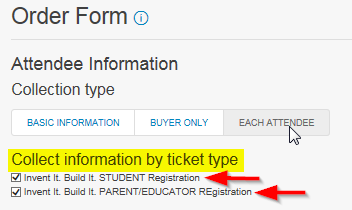 Order Form
Attendee Information
Collection type
BASIC INFORMATION BUYER ONLY EACH ATTENDEE
Collect information by ticket type
Invent It. Build It. STUDENT Registration
Invent It. Build It. PARENT/EDUCATOR REgistration